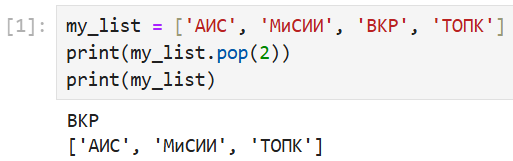 [1]: my_list = ['АИС', 'МиСИИ', 'ВКР', 'ТОПК']
print(my_list.pop(2))
print(my_list)
ВКР
['АИС', 'МиСИИ', 'ТОПК']